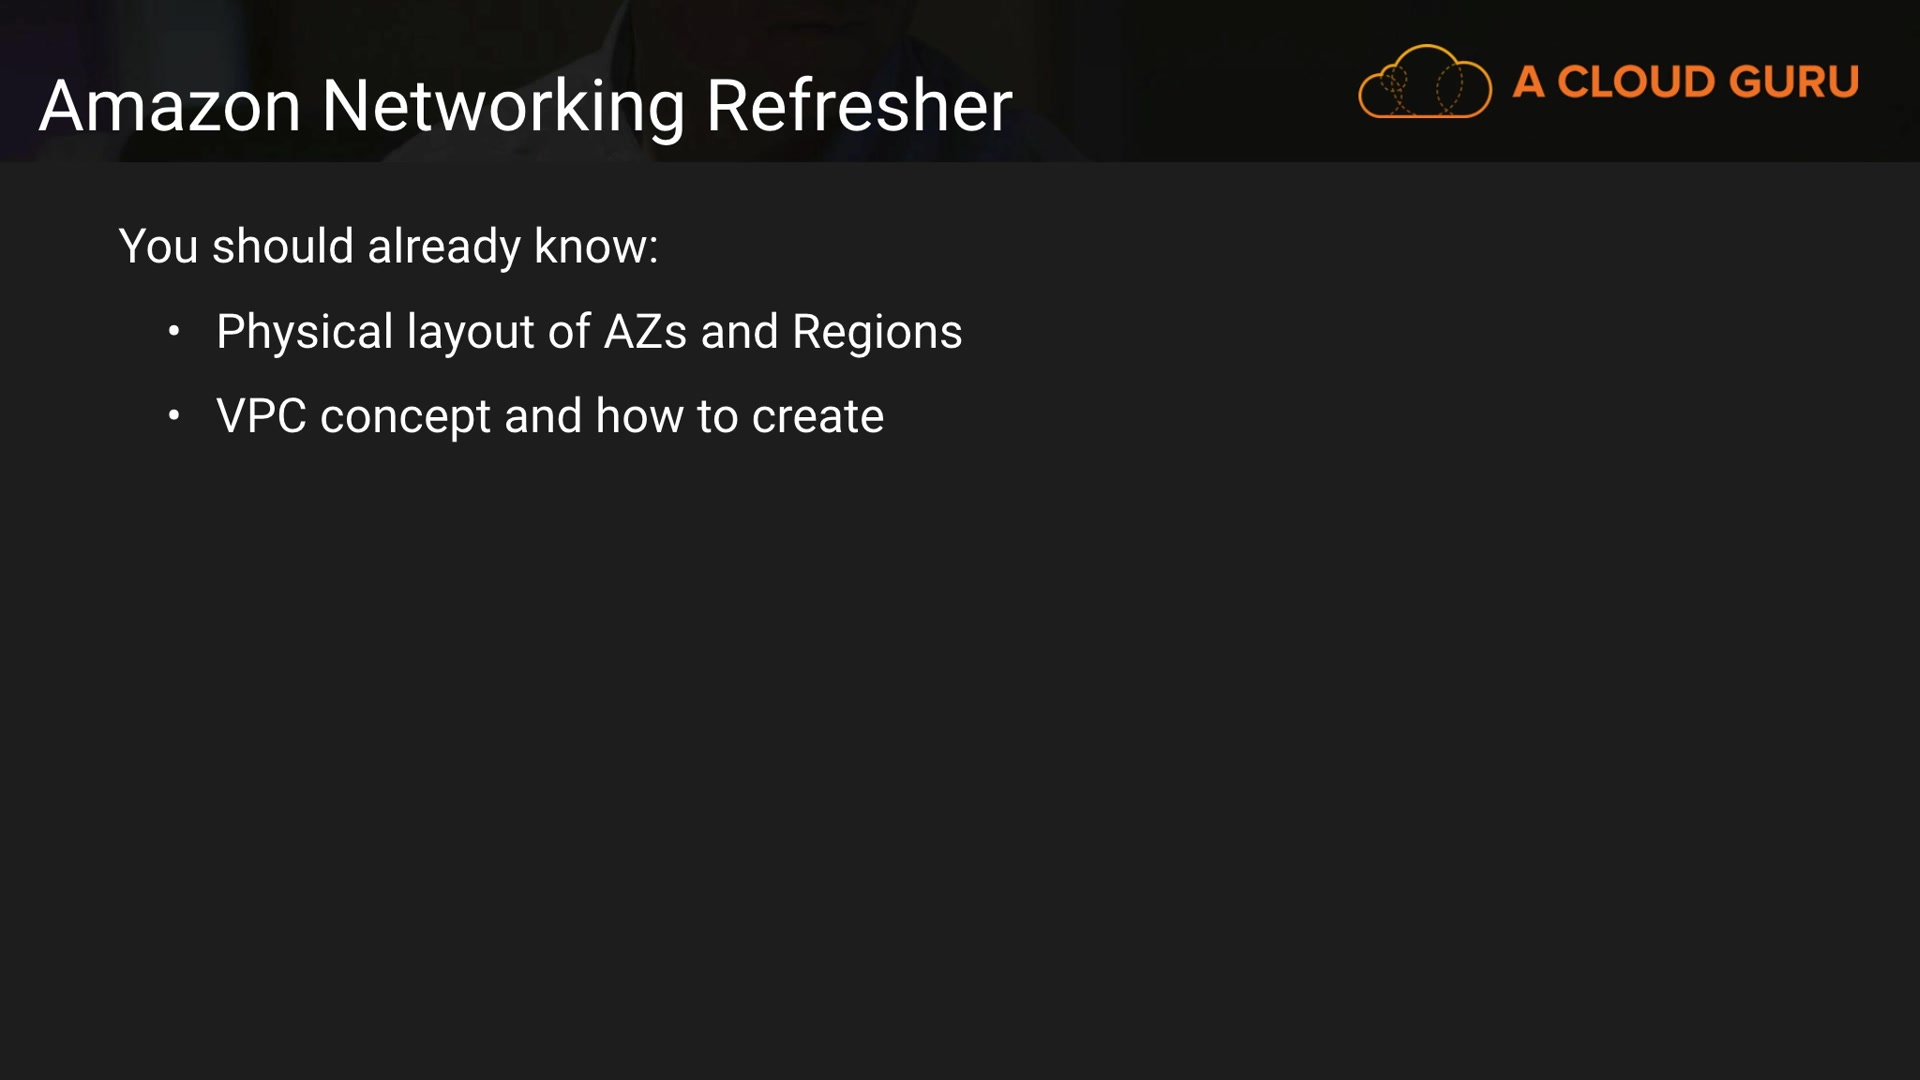 Amazon Networking Refresher
A CLOUD GURU
You should already know:
• Physical layout of AZs and Regions
• VPC concept and how to create